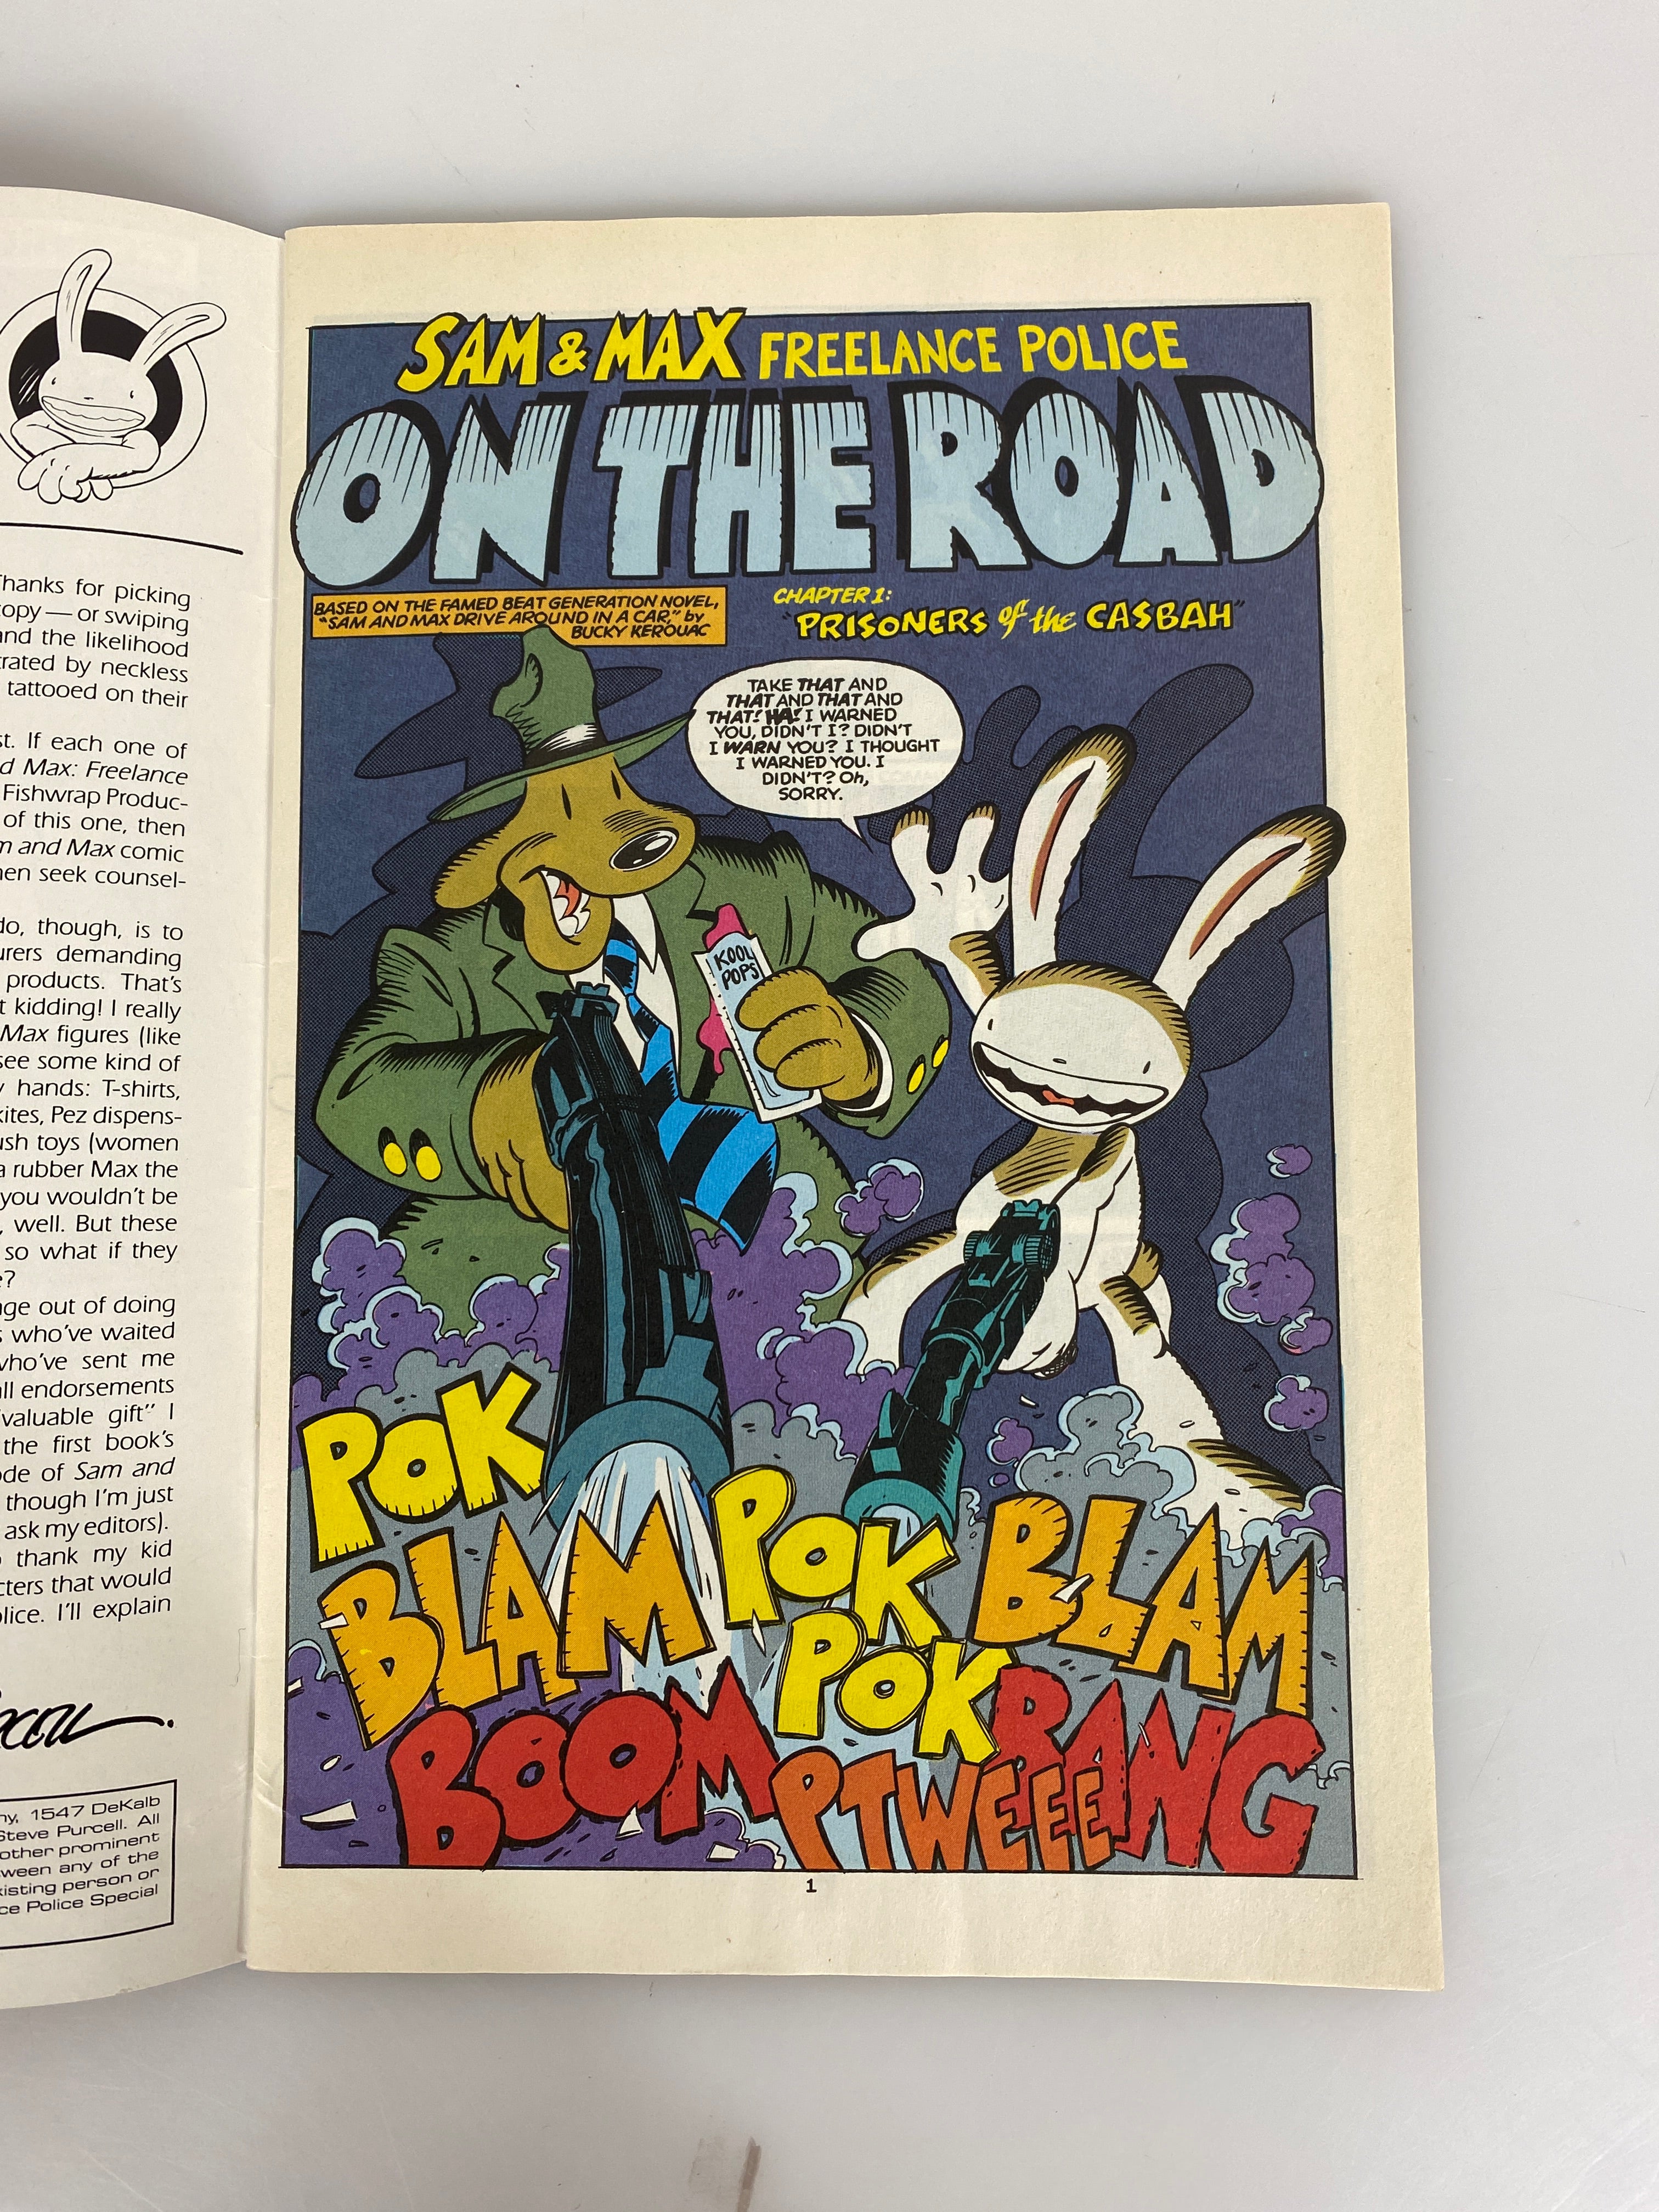 Thanks for picking
copy — or swiping
and the likelihood
rated by neckless
tattooed on their
st. If each one of
d Max: Freelance
Fishwrap Produc-
of this one, then
m and Max comic
hen seek counsel-
do, though, is to
urers demanding
products. That's
t kidding! I really
Max figures (like
see some kind of
y hands: T-shirts,
kites, Pez dispens-
ush toys (women
a rubber Max the
you wouldn't be
, well. But these
so what if they
e?
nge out of doing
s who've waited
who've sent me
all endorsements
"valuable gift" I
the first book's
ode of Sam and
though I'm just
ask my editors).
o thank my kid
cters that would
olice. I'll explain
ny, 1547 DeKalb
Steve Purcell. All
other prominent
tween any of the
xisting person or
ce Police Special
SAM & MAX FREELANCE POLICE
ON THE ROAD
BASED ON THE FAMED BEAT GENERATION NOVEL,
"SAM AND MAX DRIVE AROUND IN A CAR," by
BUCKY KEROUAC
CHAPTER 1:
"PRISONERS of the CASBAH"
TAKE THAT AND
THAT AND THAT AND
THAT! HA! I WARNED
YOU, DIDN'T I? DIDN'T
I WARN YOU? I THOUGHT
I WARNED YOU. I
DIDN'T? Oh,
SORRY.
KOOL
POPS
POK
BLAM
POK
BLAM
POK
BOOM
BANG
PTWEEE
1